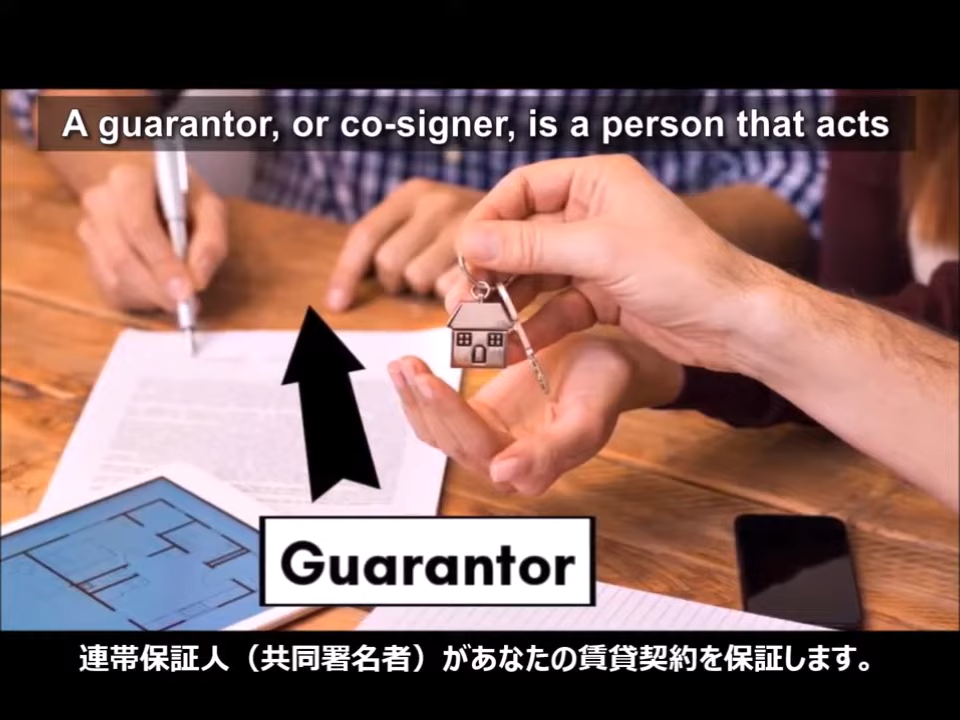 A guarantor, or co-signer, is a person that acts
Guarantor
連帯保証人（共同署名者）があなたの賃貸契約を保証します。